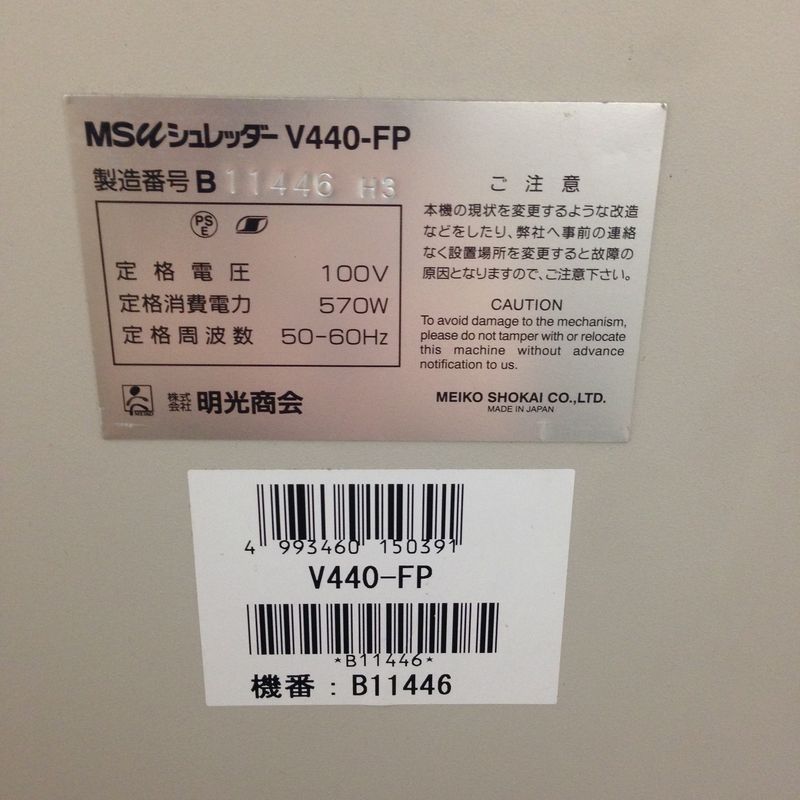 MSシュレッダー V440-FP
製造番号 B 11446 H3
PS
E
定格電圧 100V
定格消費電力 570W
定格周波数 50-60Hz
MEIKO
株式
会社 明光商会
ご注意
本機の現状を変更するような改造
などをしたり、弊社へ事前の連絡
なく設置場所を変更すると故障の
原因となりますので、ご注意下さい。
CAUTION
To avoid damage to the mechanism,
please do not tamper with or relocate
this machine without advance
notification to us.
MEIKO SHOKAI CO.,LTD.
MADE IN JAPAN
4 993460 150391
V440-FP
*B11446*
機番：B11446